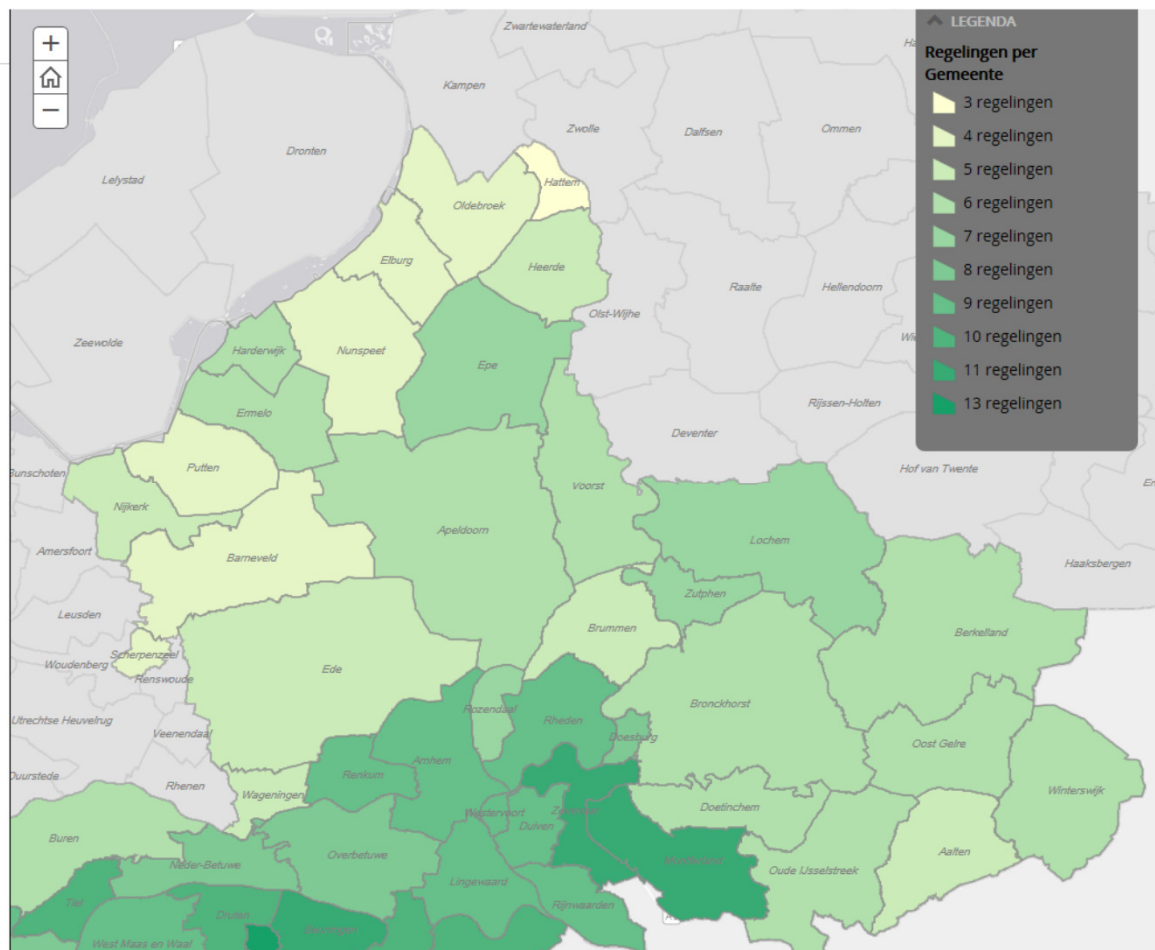 +
−
LEGENDA
Regelingen per
Gemeente
3 regelingen
4 regelingen
5 regelingen
6 regelingen
7 regelingen
8 regelingen
9 regelingen
10 regelingen
11 regelingen
13 regelingen
Zwartewaterland
Kampen
Zwolle
Dalfsen
Ommen
Dronten
Lelystad
Hattem
Oldebroek
Elburg
Heerde
Raalte
Hellendoorn
Olst-Wijhe
Zeewolde
Harderwijk
Nunspeet
Epe
Ermelo
Rijssen-Holten
Deventer
Putten
Hof van Twente
Bunschoten
Voorst
Nijkerk
Apeldoorn
Lochem
Amersfoort
Barneveld
Haaksbergen
Zutphen
Leusden
Brummen
Berkelland
Scherpenzeel
Woudenberg
Ede
Renswoude
Bronckhorst
Rozendaal
Utrechtse Heuvelrug
Rheden
Veenendaal
Doesburg
Oost Gelre
Arnhem
Renkum
Duurstede
Rhenen
Wageningen
Winterswijk
Doetinchem
Westervoort
Duiven
Buren
Overbetuwe
Aalten
Neder-Betuwe
Oude IJsselstreek
Lingewaard
Rijnwaarden
Tiel
Druten
West Maas en Waal